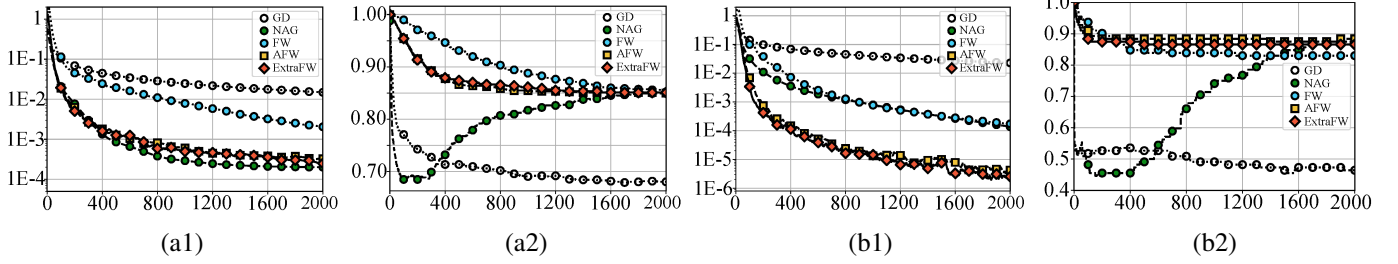 2
1E-1
1E-2
1E-3
1E-4
0 400 800 1200 1600 2000
GD
NAG
FW
AFW
ExtraFW
(a1)
1.00
0.90
0.80
0.70
0 400 800 1200 1600 2000
GD
NAG
FW
AFW
ExtraFW
(a2)
1
1E-1
1E-2
1E-3
1E-4
1E-5
1E-6
0 400 800 1200 1600 2000
GD
NAG
FW
AFW
ExtraFW
(b1)
1.0
0.9
0.8
0.7
0.6
0.5
0.4
0 400 800 1200 1600 2000
GD
NAG
FW
AFW
ExtraFW
(b2)